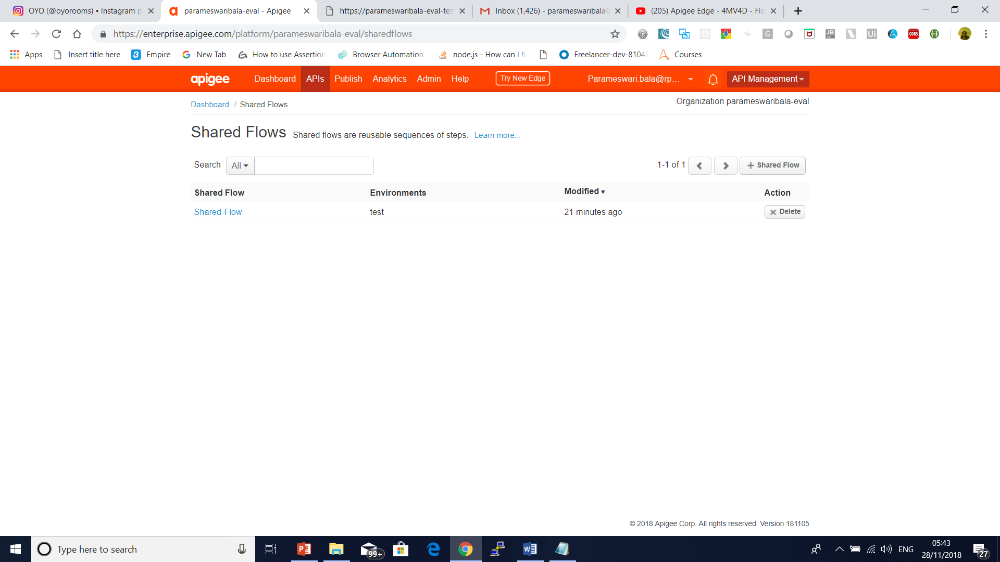 OYO (@oyorooms) • Instagram p
parameswaribala-eval - Apigee
https://parameswaribala-eval-tes
Inbox (1,426) - parameswaribala@
(205) Apigee Edge - 4MV4D - Flo
https://enterprise.apigee.com/platform/parameswaribala-eval/sharedflows
G
JB
Ui
CORS
Apps
Insert title here
Empire
New Tab
How to use Assertion
Browser Automation
node.js - How can I fi
Freelancer-dev-81048
Courses
apigee
Dashboard
APIs
Publish
Analytics
Admin
Help
Try New Edge
Parameswari.bala@rp...
API Management
Dashboard / Shared Flows
Organization parameswaribala-eval
Shared Flows Shared flows are reusable sequences of steps. Learn more...
Search All
1-1 of 1
+ Shared Flow
Shared Flow Environments Modified Action
Shared-Flow test 21 minutes ago Delete
© 2018 Apigee Corp. All rights reserved. Version 181105
Type here to search
99+
ENG
05:43
28/11/2018
27